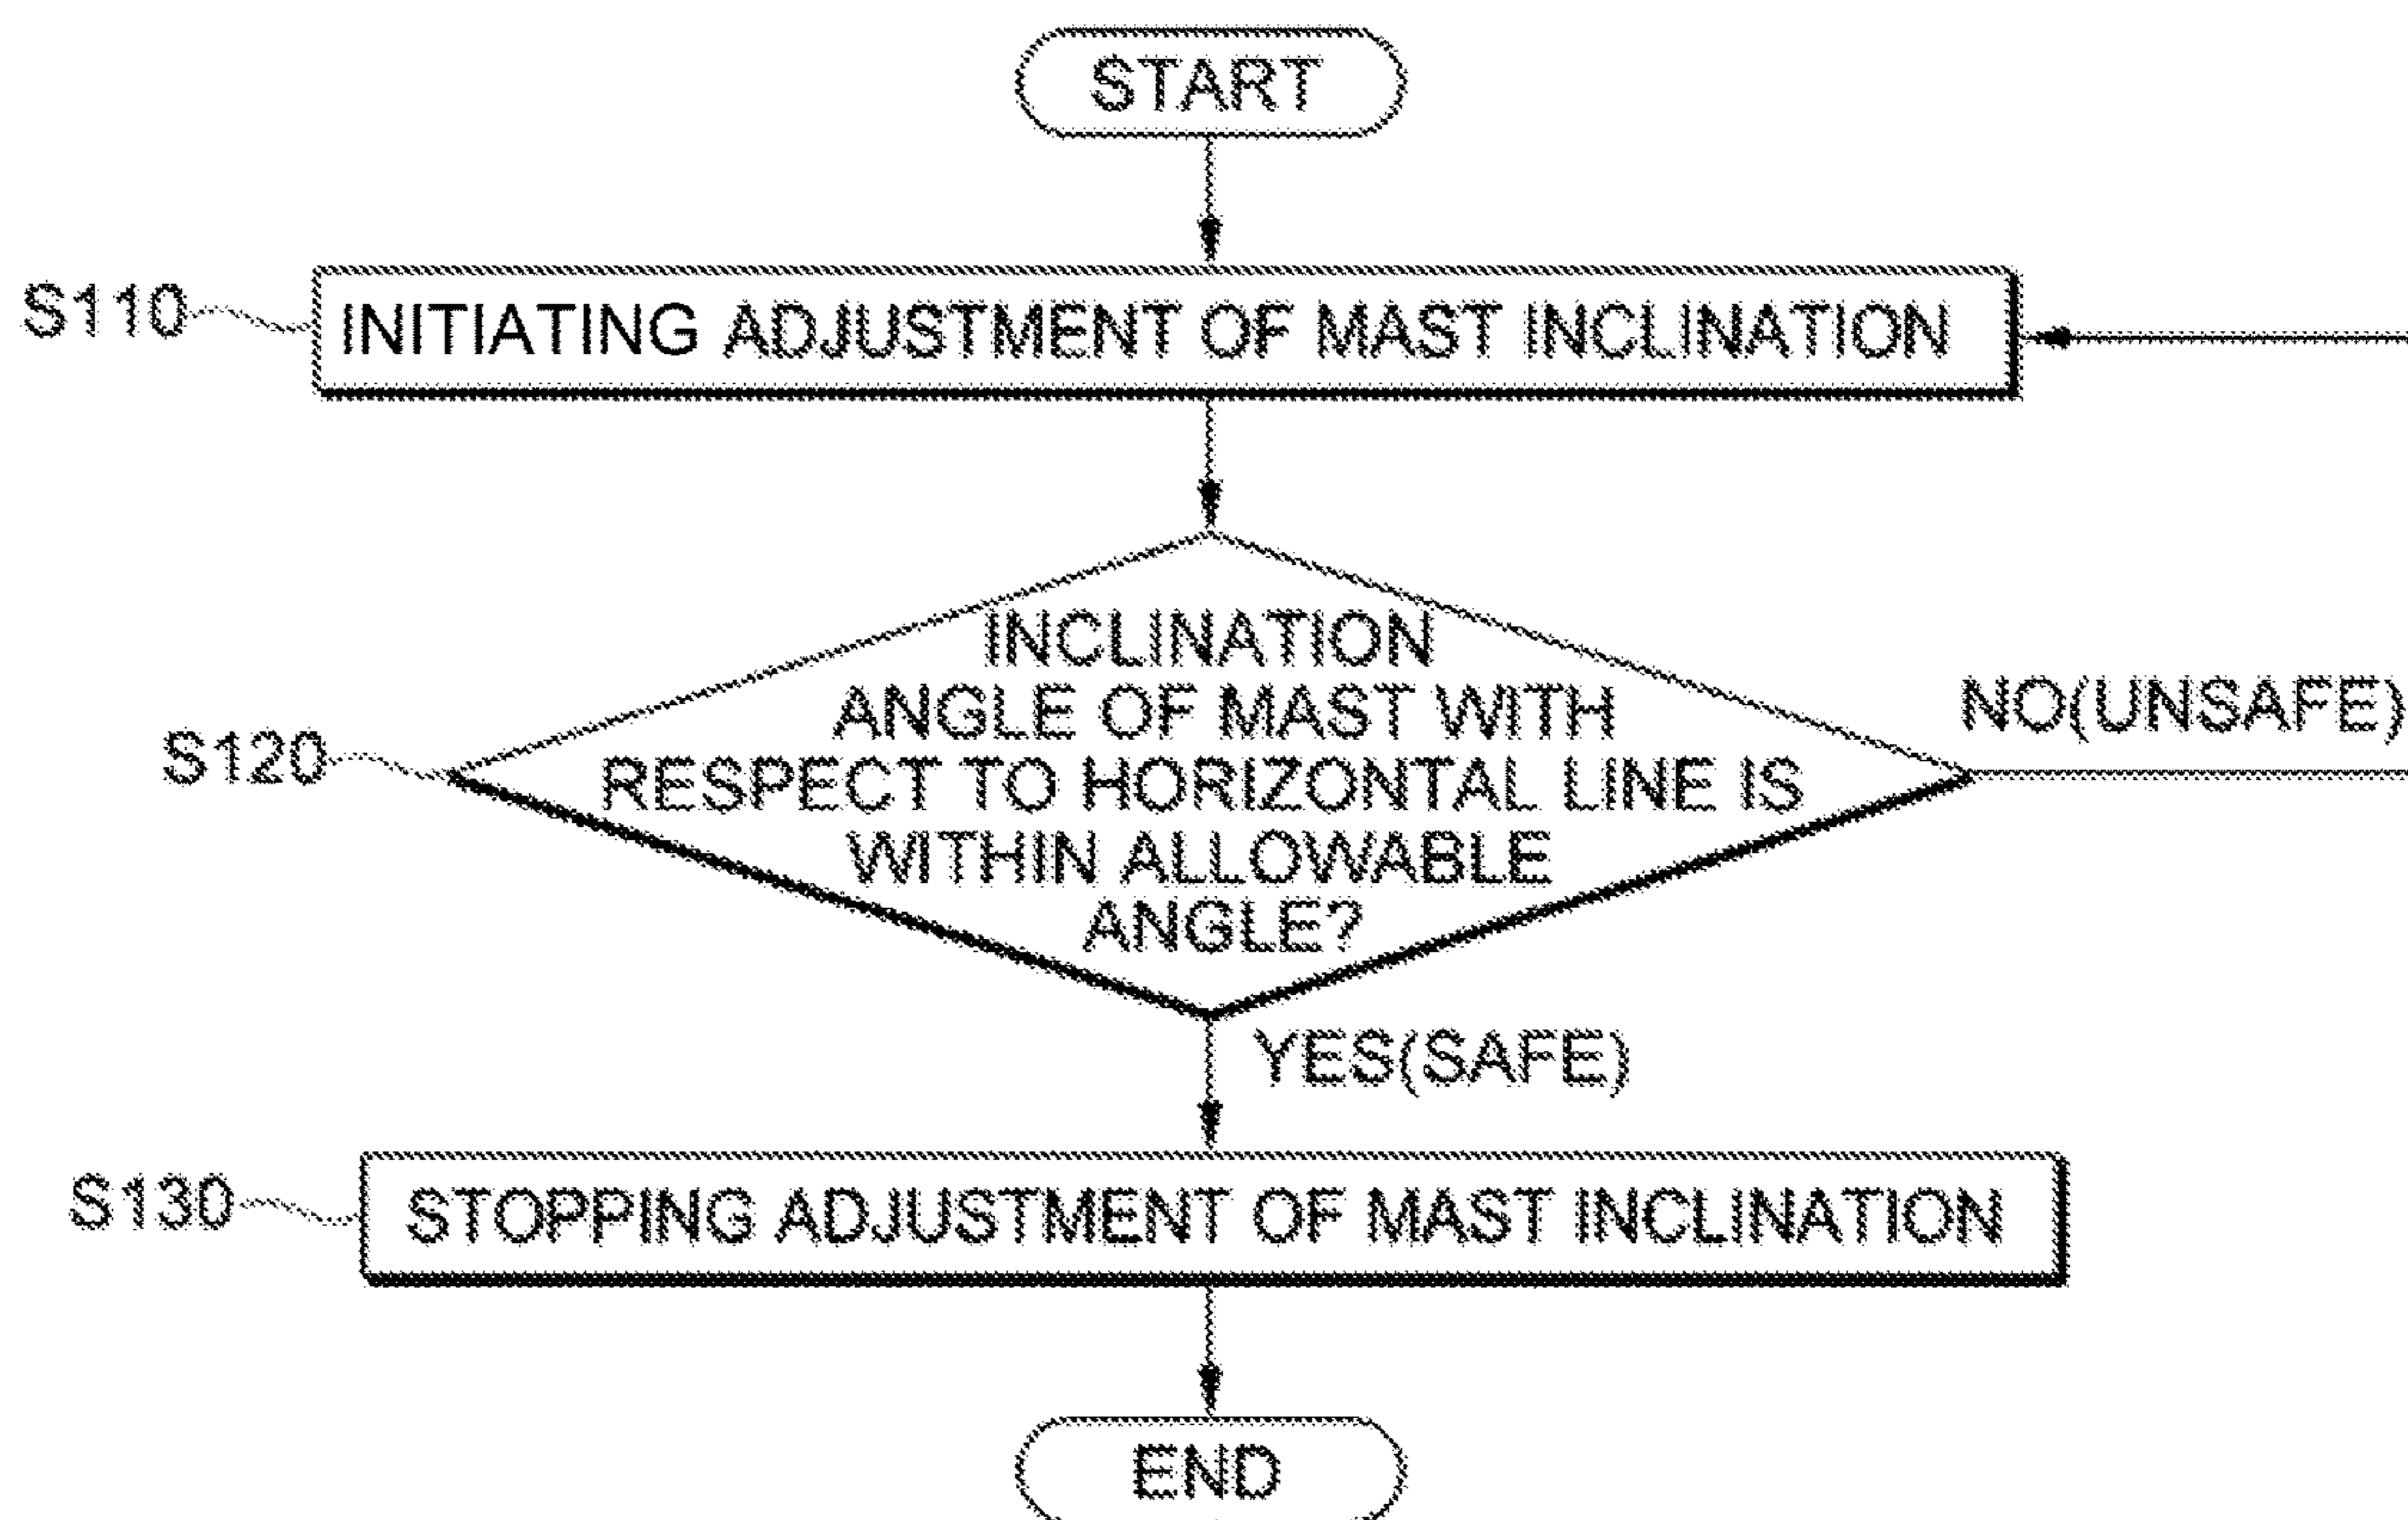 START
S110
INITIATING ADJUSTMENT OF MAST INCLINATION
INCLINATION
ANGLE OF MAST WITH
RESPECT TO HORIZONTAL LINE IS
WITHIN ALLOWABLE
ANGLE?
S120
NO(UNSAFE)
YES(SAFE)
S130
STOPPING ADJUSTMENT OF MAST INCLINATION
END